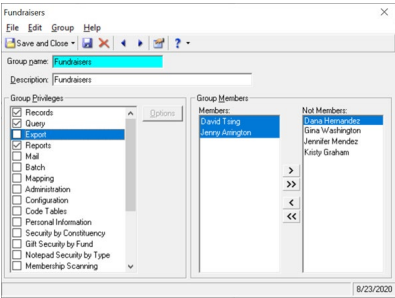 Fundraisers
File Edit Group Help
Save and Close ?
Group name: Fundraisers
Description: Fundraisers
Group Privileges
Records
Query
Export
Reports
Mail
Batch
Mapping
Administration
Configuration
Code Tables
Personal Information
Security by Constituency
Gift Security by Fund
Notepad Security by Type
Membership Scanning
Options
Group Members
Members:
David Tsing
Jenny Arrington
>
>>
<
<<
Not Members:
Dana Hernandez
Gina Washington
Jennifer Mendez
Kristy Graham
8/23/2020